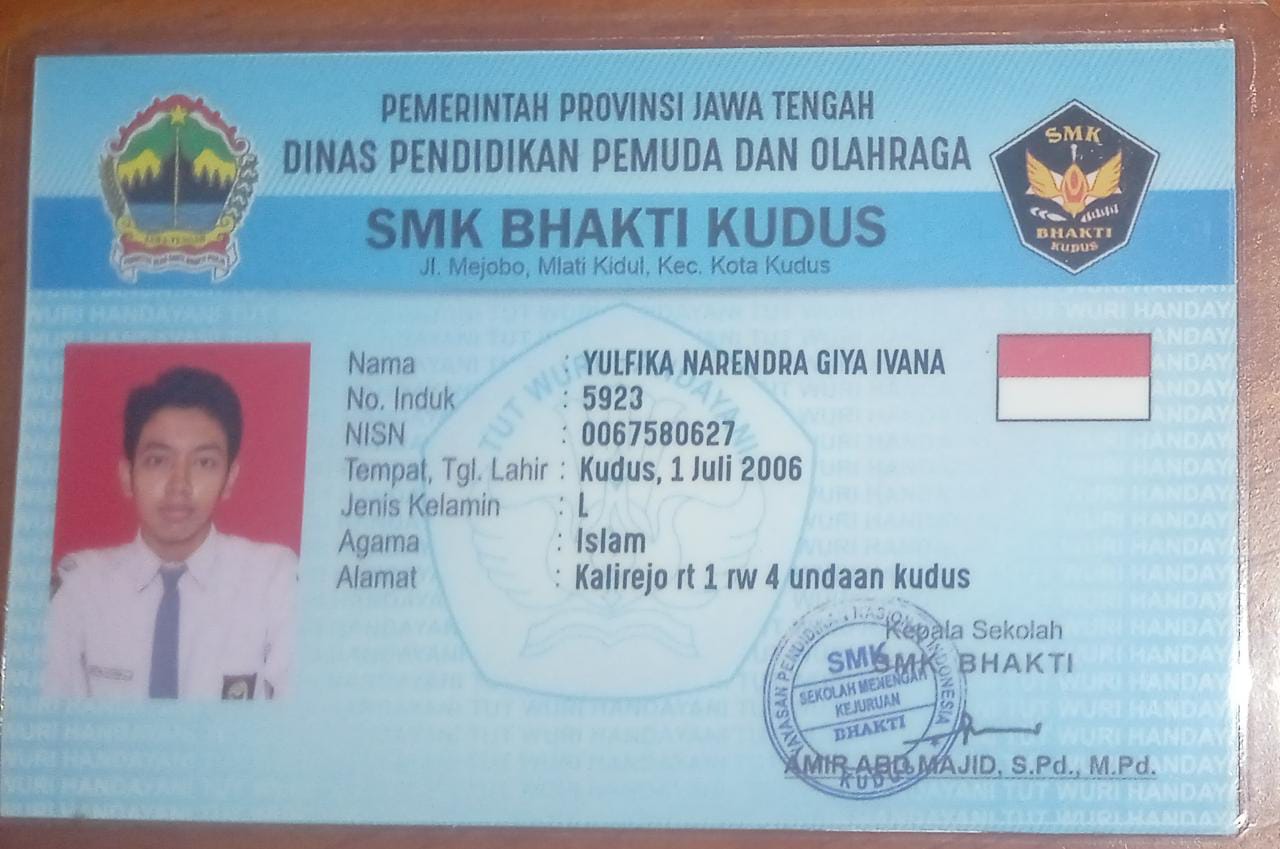 PEMERINTAH PROVINSI JAWA TENGAH
DINAS PENDIDIKAN PEMUDA DAN OLAHRAGA
SMK BHAKTI KUDUS
Jl. Mejobo, Mlati Kidul, Kec. Kota Kudus
SMK
BHAKTI
KUDUS
JAWA TENGAH
Nama : YULFIKA NARENDRA GIYA IVANA
No. Induk : 5923
NISN : 0067580627
Tempat, Tgl. Lahir : Kudus, 1 Juli 2006
Jenis Kelamin : L
Agama : Islam
Alamat : Kalirejo rt 1 rw 4 undaan kudus
TUT WURI HANDAYANI
Kepala Sekolah
SMK BHAKTI
YAYASAN PENDIDIKAN NASIONAL INDONESIA
SMK
SEKOLAH MENENGAH
KEJURUAN
BHAKTI
KUDUS
AMIR ABD MAJID, S.Pd., M.Pd.